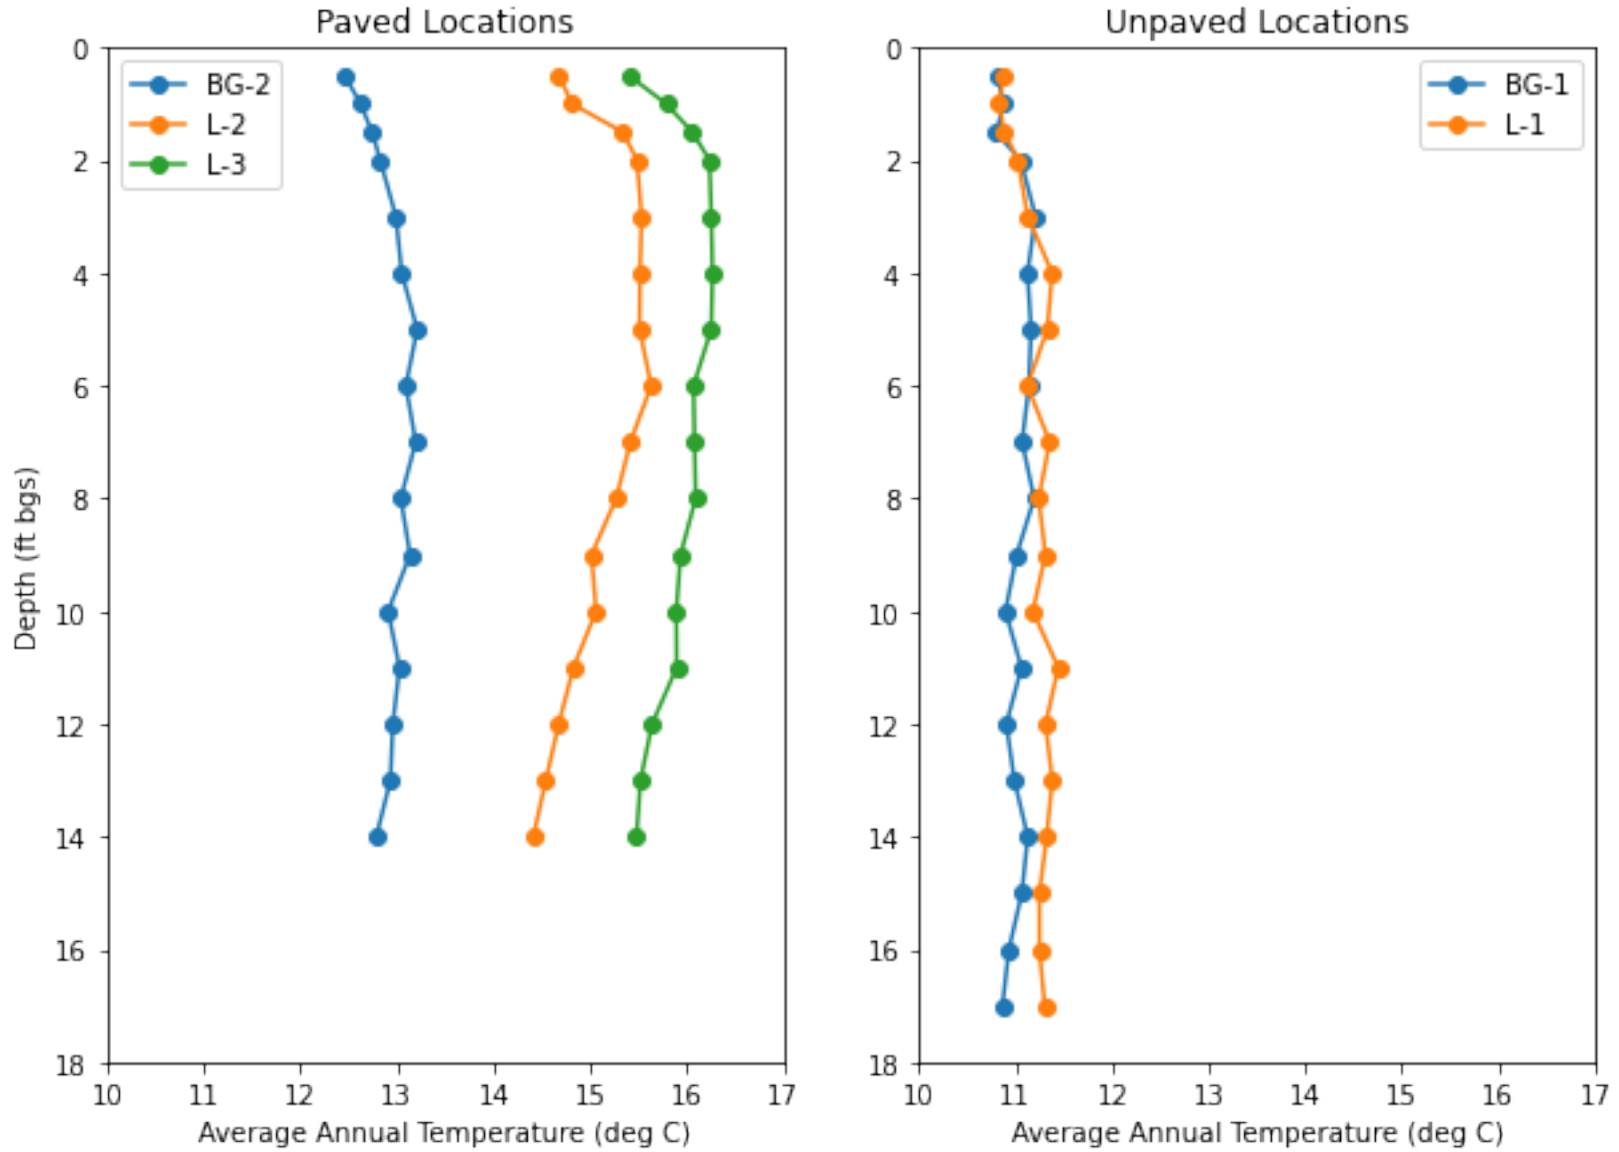 Paved Locations
BG-2
L-2
L-3
0
2
4
6
8
10
12
14
16
18
Depth (ft bgs)
10 11 12 13 14 15 16 17
Average Annual Temperature (deg C)
Unpaved Locations
BG-1
L-1
0
2
4
6
8
10
12
14
16
18
10 11 12 13 14 15 16 17
Average Annual Temperature (deg C)